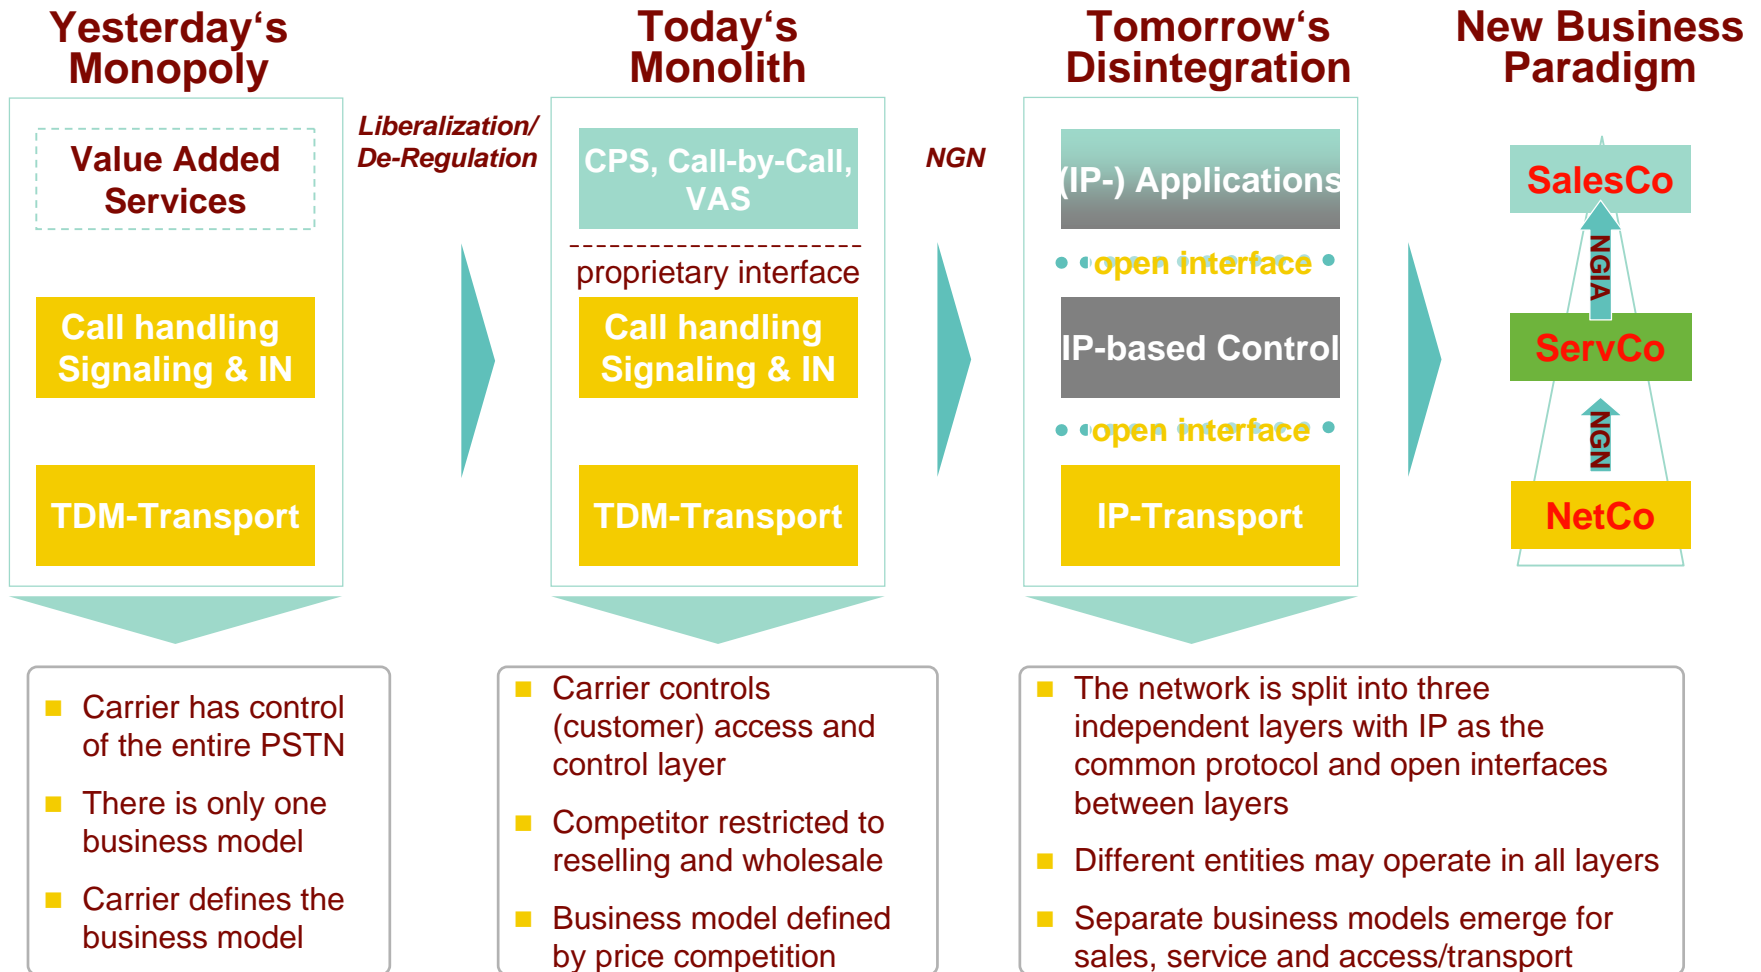 Yesterday‘s
Monopoly
Value Added
Services
Call handling
Signaling & IN
TDM-Transport
Carrier has control
of the entire PSTN
There is only one
business model
Carrier defines the
business model
Liberalization/
De-Regulation
Today‘s
Monolith
CPS, Call-by-Call,
VAS
proprietary interface
Call handling
Signaling & IN
TDM-Transport
Carrier controls
(customer) access and
control layer
Competitor restricted to
reselling and wholesale
Business model defined
by price competition
NGN
Tomorrow‘s
Disintegration
(IP-) Applications
open interface
IP-based Control
open interface
IP-Transport
The network is split into three
independent layers with IP as the
common protocol and open interfaces
between layers
Different entities may operate in all layers
Separate business models emerge for
sales, service and access/transport
New Business
Paradigm
SalesCo
NGIA
ServCo
NGN
NetCo